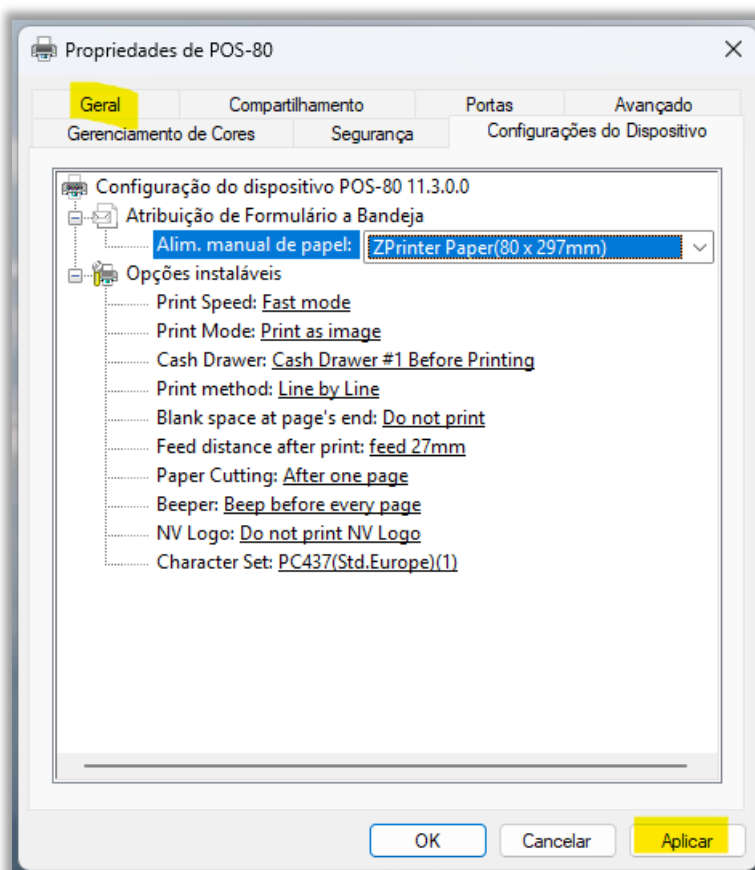 Propriedades de POS-80
Geral Compartilhamento Portas Avançado
Gerenciamento de Cores Segurança Configurações do Dispositivo
Configuração do dispositivo POS-80 11.3.0.0
Atribuição de Formulário a Bandeja
Alim. manual de papel: ZPrinter Paper(80 x 297mm)
Opções instaláveis
Print Speed: Fast mode
Print Mode: Print as image
Cash Drawer: Cash Drawer #1 Before Printing
Print method: Line by Line
Blank space at page's end: Do not print
Feed distance after print: feed 27mm
Paper Cutting: After one page
Beeper: Beep before every page
NV Logo: Do not print NV Logo
Character Set: PC437(Std.Europe)(1)
OK Cancelar Aplicar